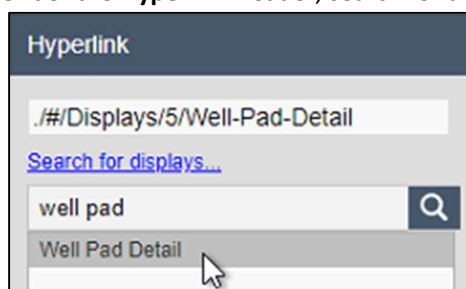 Hyperlink
./#/Displays/5/Well-Pad-Detail
Search for displays...
well pad
Well Pad Detail